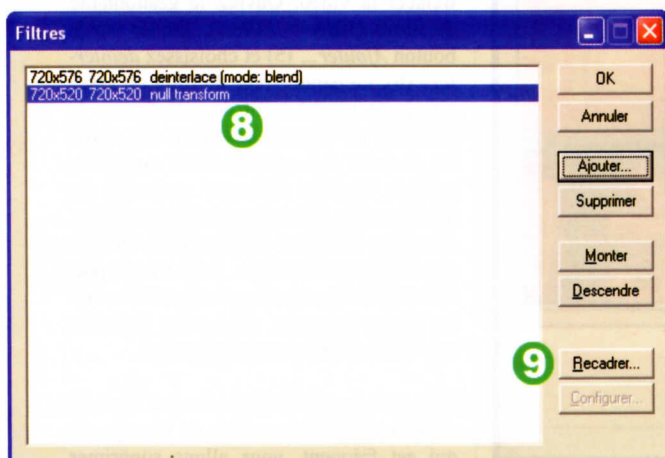 Filtres
720x576 720x576 deinterlace (mode: blend)
720x520 720x520 null transform
8
OK
Annuler
Ajouter...
Supprimer
Monter
Descendre
9
Recadrer...
Configurer...